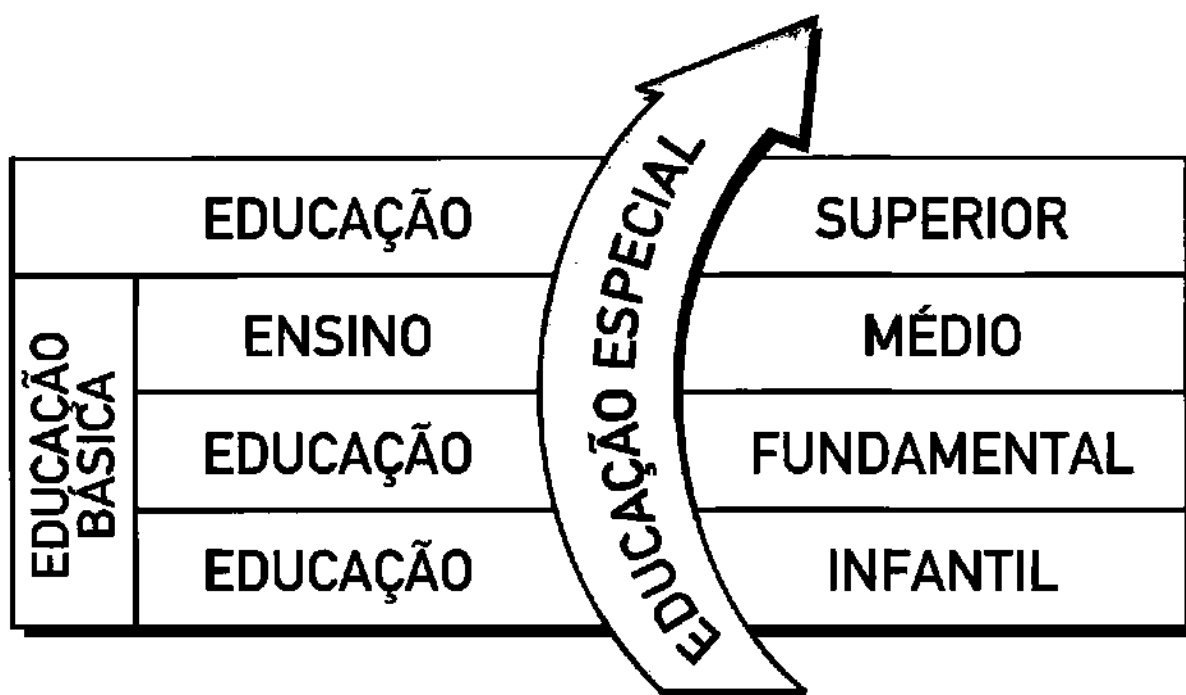 EDUCAÇÃO SUPERIOR
ENSINO MÉDIO
EDUCAÇÃO FUNDAMENTAL
EDUCAÇÃO INFANTIL
EDUCAÇÃO
BÁSICA
EDUCAÇÃO ESPECIAL